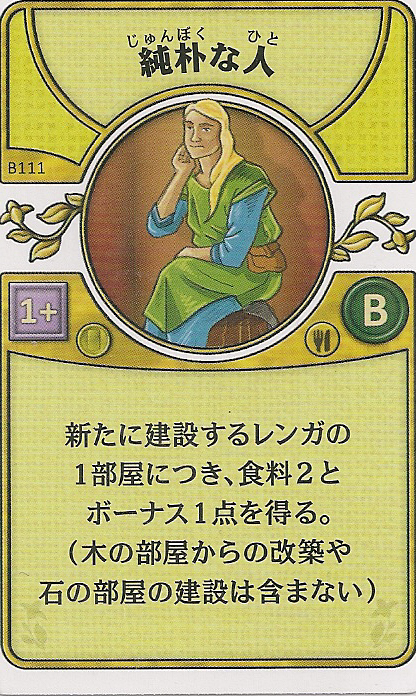 じゅんぼく ひと
純朴な人
B111
1+
B
新たに建設するレンガの
1部屋につき、食料2と
ボーナス1点を得る。
(木の部屋からの改築や
石の部屋の建設は含まない)